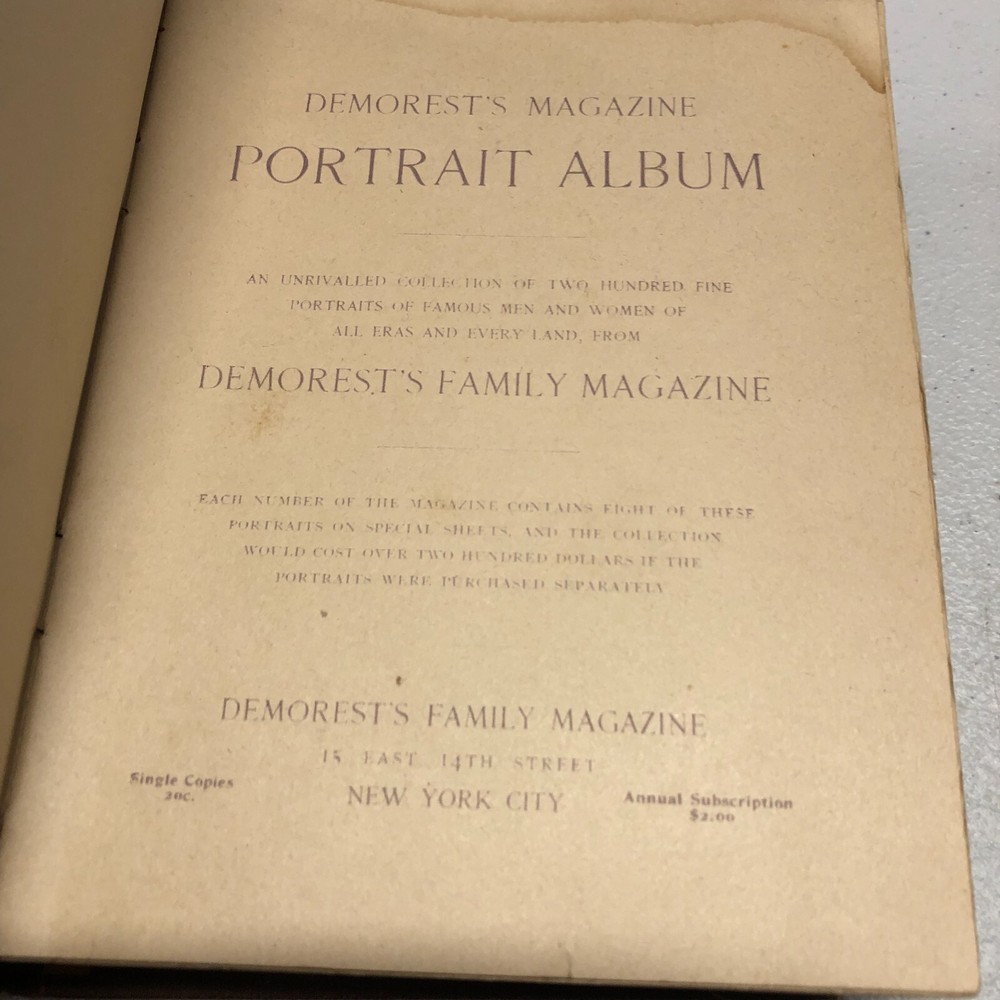 DEMOREST'S MAGAZINE
PORTRAIT ALBUM
AN UNRIVALLED COLLECTION OF TWO HUNDRED FINE
PORTRAITS OF FAMOUS MEN AND WOMEN OF
ALL ERAS AND EVERY LAND, FROM
DEMOREST'S FAMILY MAGAZINE
EACH NUMBER OF THE MAGAZINE CONTAINS EIGHT OF THESE
PORTRAITS ON SPECIAL SHEETS, AND THE COLLECTION
WOULD COST OVER TWO HUNDRED DOLLARS IF THE
PORTRAITS WERE PURCHASED SEPARATELY
DEMOREST'S FAMILY MAGAZINE
15 EAST 14TH STREET
NEW YORK CITY
Single Copies
20C.
Annual Subscription
$2.00